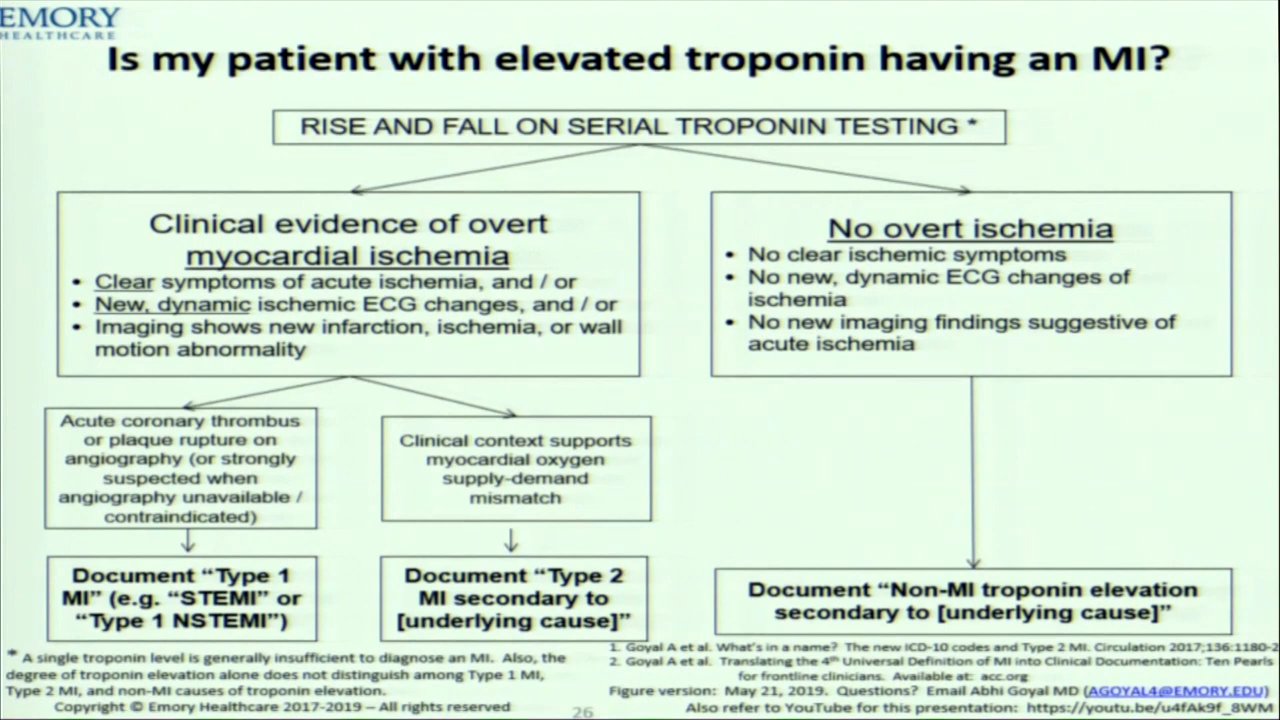 EMORY
HEALTHCARE
Is my patient with elevated troponin having an MI?
RISE AND FALL ON SERIAL TROPONIN TESTING *
Clinical evidence of overt
myocardial ischemia
• Clear symptoms of acute ischemia, and / or
• New, dynamic ischemic ECG changes, and / or
• Imaging shows new infarction, ischemia, or wall
motion abnormality
No overt ischemia
• No clear ischemic symptoms
• No new, dynamic ECG changes of
ischemia
• No new imaging findings suggestive of
acute ischemia
Acute coronary thrombus
or plaque rupture on
angiography (or strongly
suspected when
angiography unavailable /
contraindicated)
Clinical context supports
myocardial oxygen
supply-demand
mismatch
Document “Type 1
MI” (e.g. “STEMI” or
“Type 1 NSTEMI”)
Document “Type 2
MI secondary to
[underlying cause]”
Document “Non-MI troponin elevation
secondary to [underlying cause]”
* A single troponin level is generally insufficient to diagnose an MI. Also, the
degree of troponin elevation alone does not distinguish among Type 1 MI,
Type 2 MI, and non-MI causes of troponin elevation.
Copyright © Emory Healthcare 2017-2019 – All rights reserved
26
1. Goyal A et al. What's in a name? The new ICD-10 codes and Type 2 MI. Circulation 2017;136:1180-2
2. Goyal A et al. Translating the 4th Universal Definition of MI into Clinical Documentation: Ten Pearls
for frontline clinicians. Available at: acc.org
Figure version: May 21, 2019. Questions? Email Abhi Goyal MD (AGOYAL4@EMORY.EDU)
Also refer to YouTube for this presentation: https://youtu.be/u4fAk9f_8WM